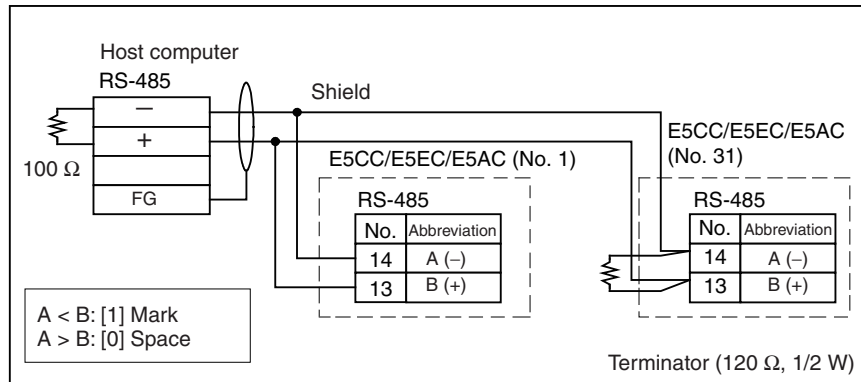 Host computer
RS-485
−
+
100 Ω
FG
Shield
E5CC/E5EC/E5AC (No. 1)
RS-485
No. Abbreviation
14 A (−)
13 B (+)
E5CC/E5EC/E5AC
(No. 31)
RS-485
No. Abbreviation
14 A (−)
13 B (+)
A < B: [1] Mark
A > B: [0] Space
Terminator (120 Ω, 1/2 W)